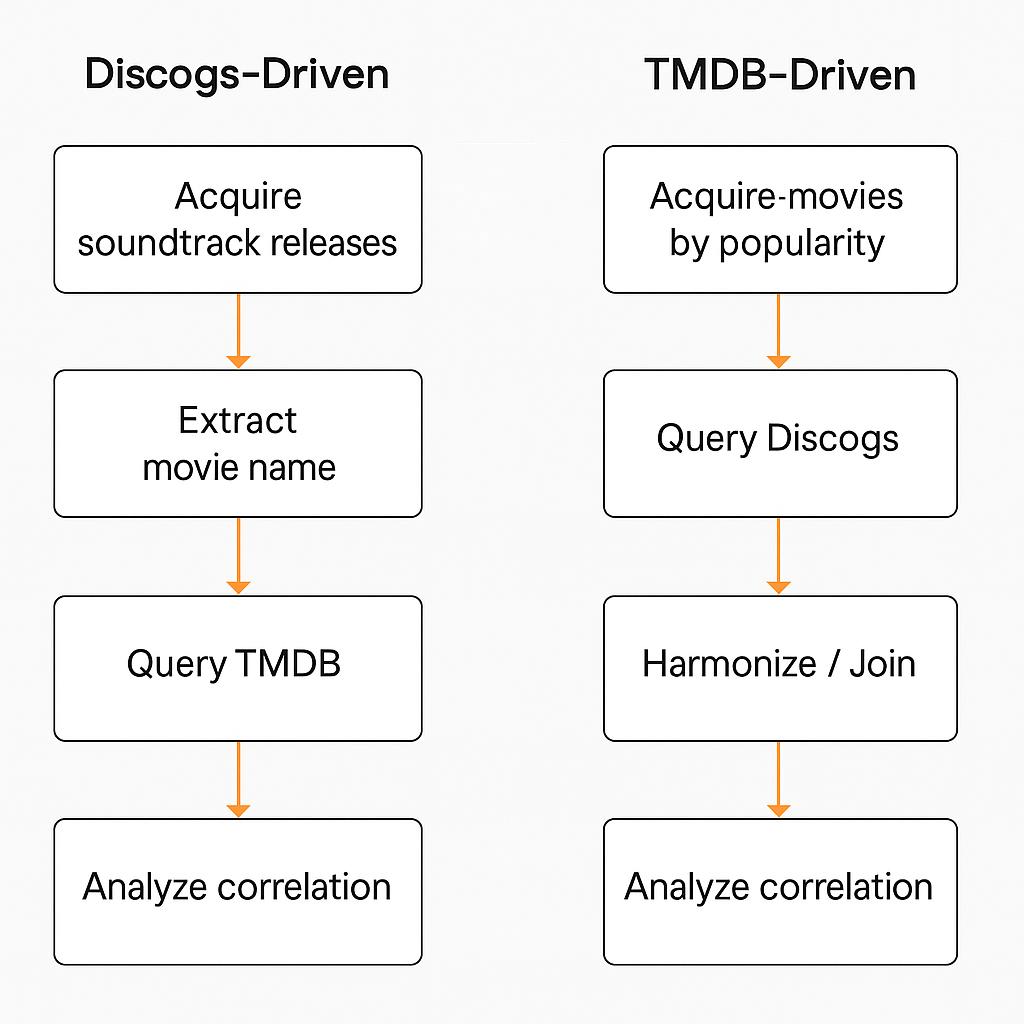 Discogs-Driven
Acquire
soundtrack releases
Extract
movie name
Query TMDB
Analyze correlation
TMDB-Driven
Acquire-movies
by popularity
Query Discogs
Harmonize / Join
Analyze correlation